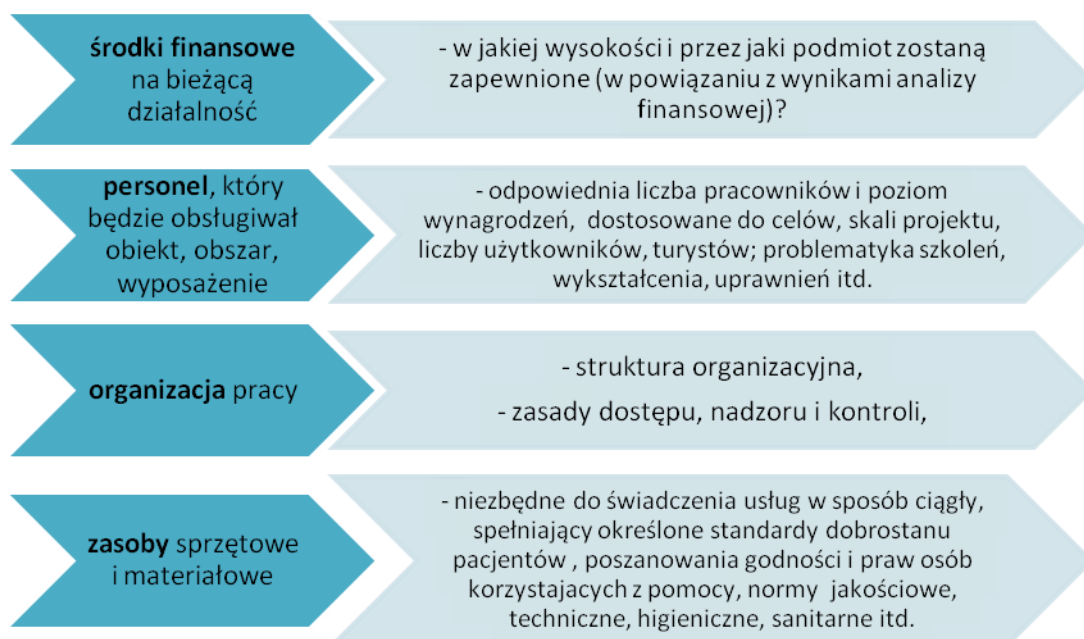 środki finansowe
na bieżącą
działalność
- w jakiej wysokości i przez jaki podmiot zostaną
zapewnione (w powiązaniu z wynikami analizy
finansowej)?
personel, który
będzie obsługiwał
obiekt, obszar,
wyposażenie
- odpowiednia liczba pracowników i poziom
wynagrodzeń, dostosowane do celów, skali projektu,
liczby użytkowników, turystów; problematyka szkoleń,
wykształcenia, uprawnień itd.
organizacja pracy
- struktura organizacyjna,
- zasady dostępu, nadzoru i kontroli,
zasoby sprzętowe
i materiałowe
- niezbędne do świadczenia usług w sposób ciągły,
spełniający określone standardy dobrostanu
pacjentów , poszanowania godności i praw osób
korzystajacych z pomocy, normy jakościowe,
techniczne, higieniczne, sanitarne itd.